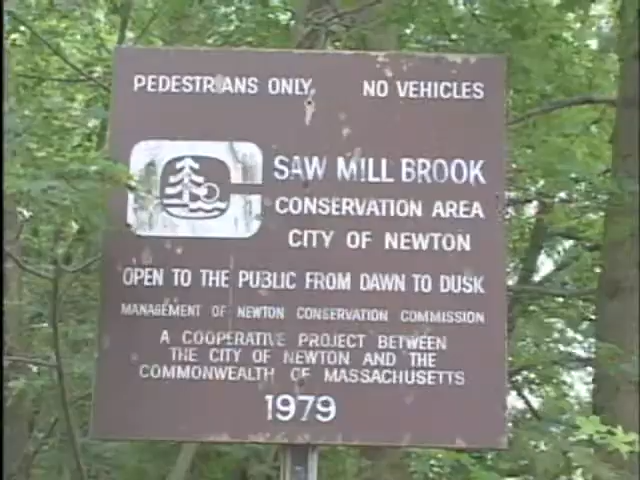 PEDESTRIANS ONLY. NO VEHICLES
SAW MILL BROOK
CONSERVATION AREA
CITY OF NEWTON
OPEN TO THE PUBLIC FROM DAWN TO DUSK
MANAGEMENT OF NEWTON CONSERVATION COMMISSION
A COOPERATIVE PROJECT BETWEEN
THE CITY OF NEWTON AND THE
COMMONWEALTH OF MASSACHUSETTS
1979